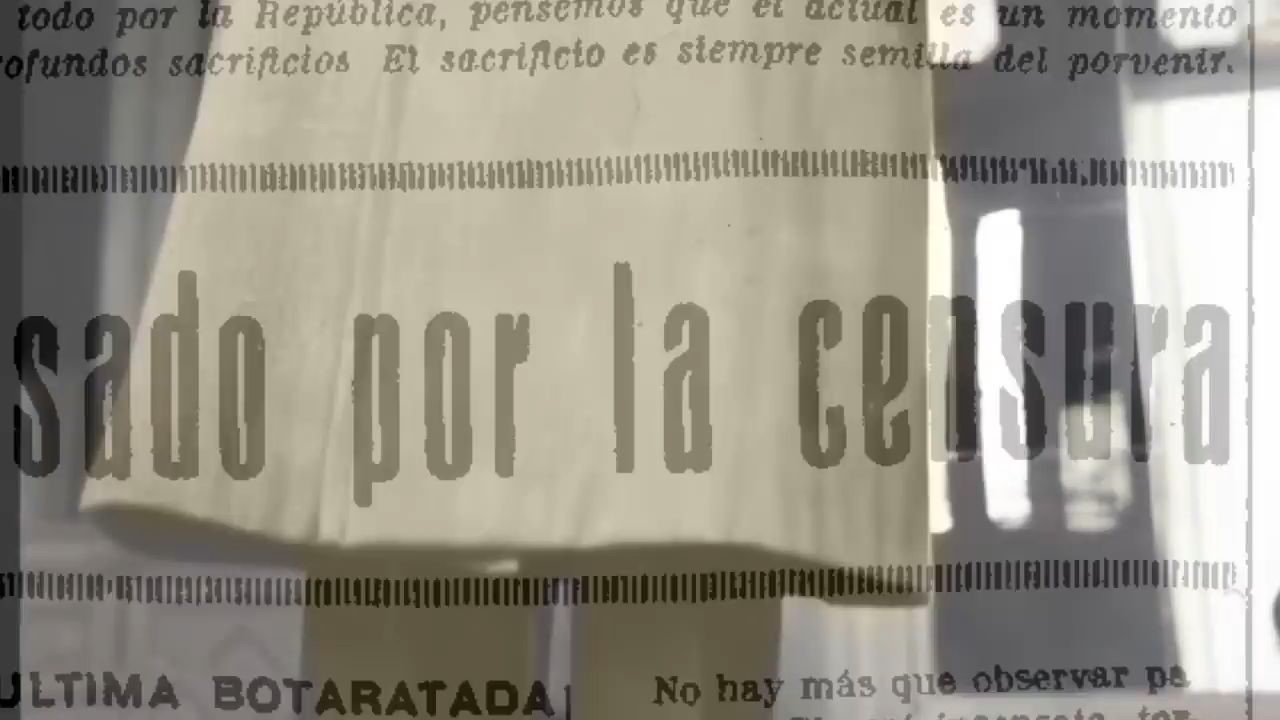 todo por la República, pensemos que el actual es un momento
rofundos sacrificios El sacrificio es siempre semilla del porvenir.
sado por la censura
ULTIMA BOTARATADA
No hay más que observar pa